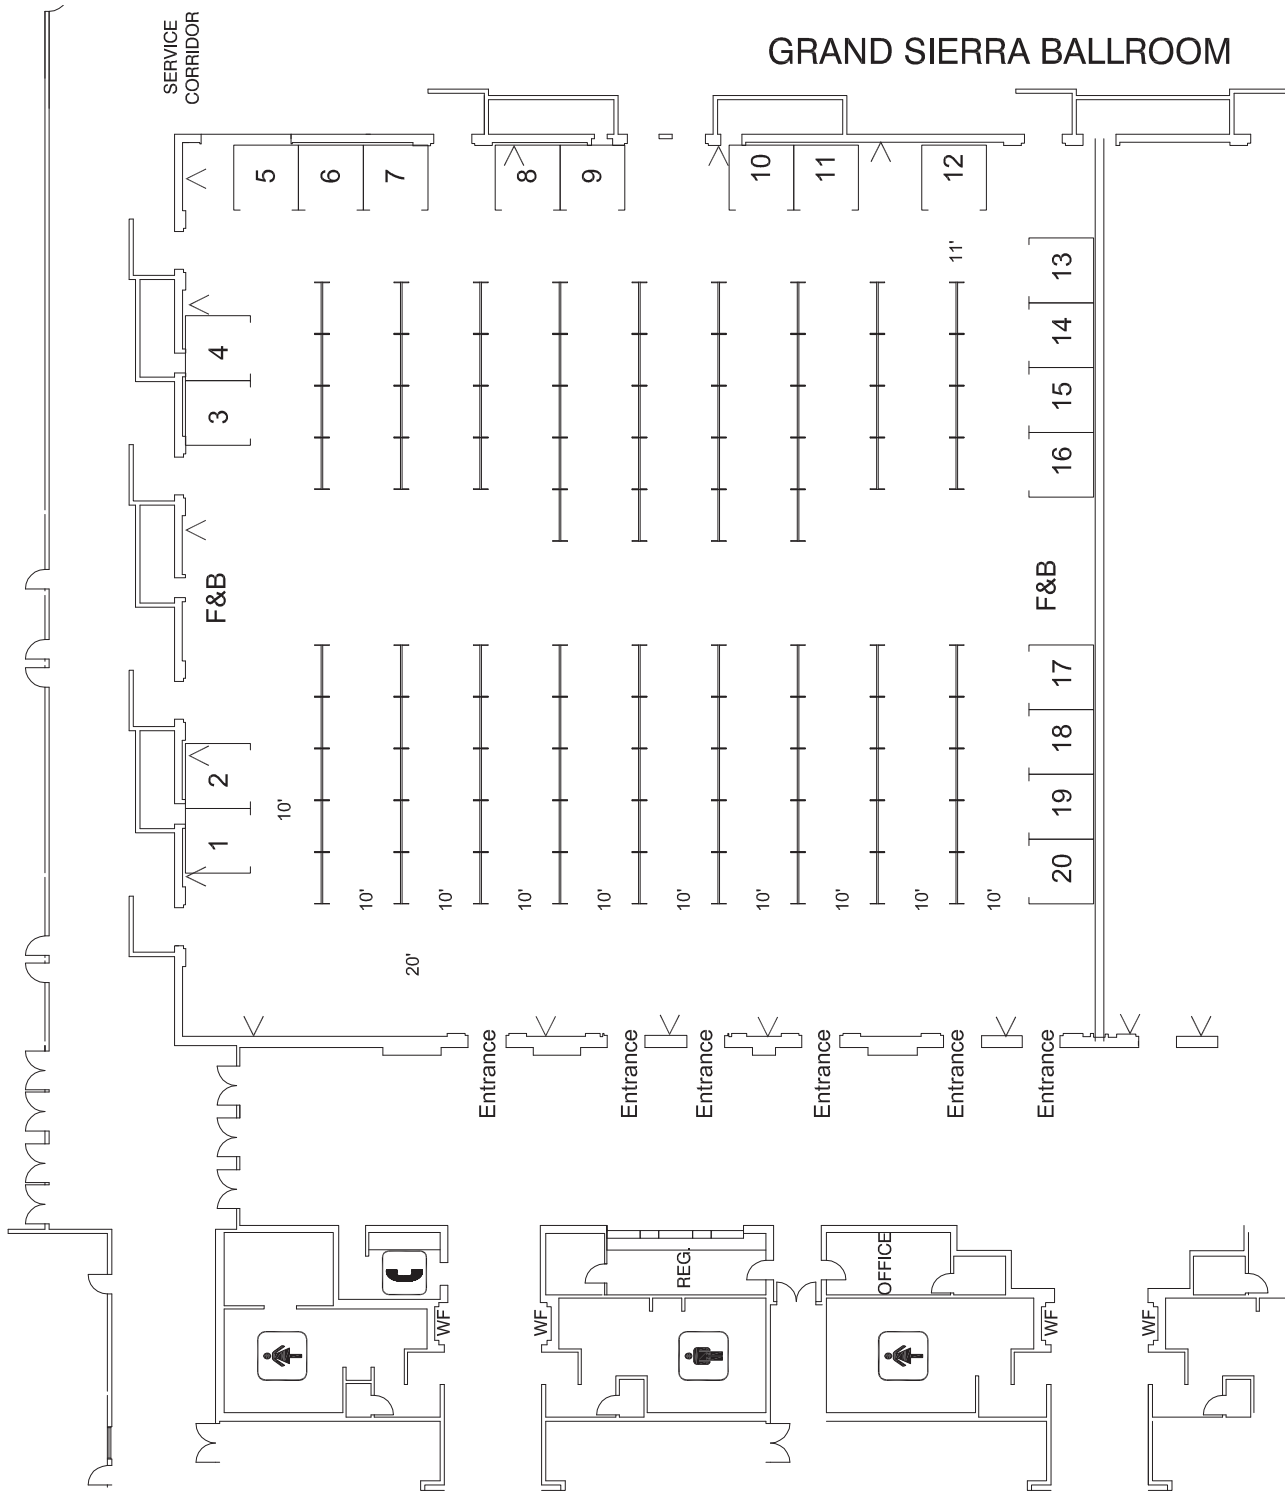 SERVICE
CORRIDOR
GRAND SIERRA BALLROOM
5
6
7
8
9
10
11
12
11'
13
14
15
16
4
3
F&B
F&B
2
1
10'
17
18
19
20
10'
10'
10'
10'
10'
10'
10'
10'
10'
20'
Entrance
Entrance
Entrance
Entrance
Entrance
Entrance
REG.
OFFICE
WF
WF
WF
WF